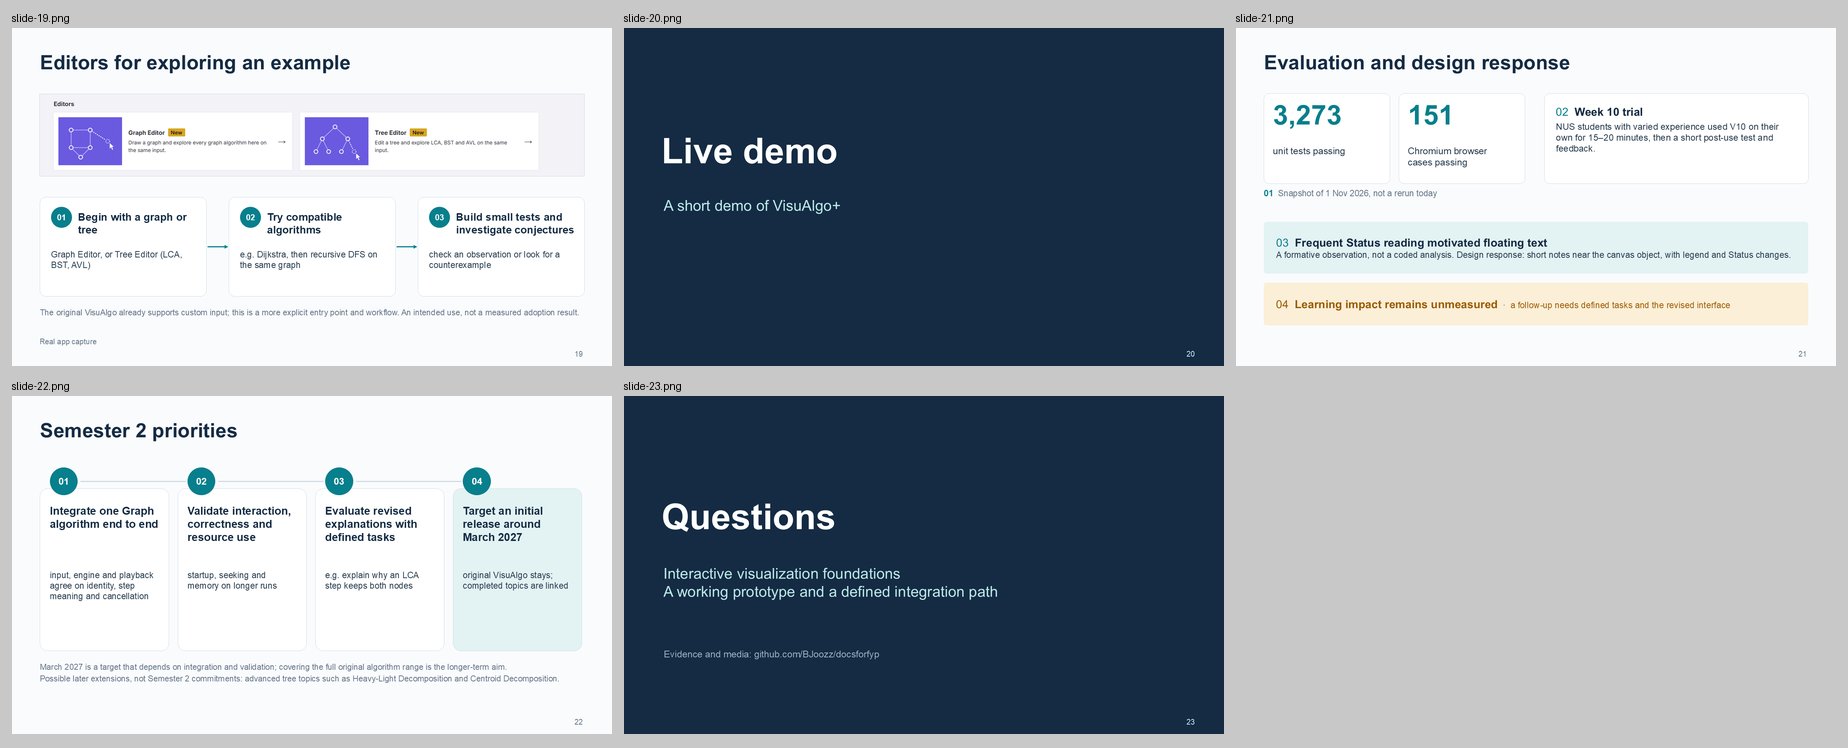 slide-19.png
Editors for exploring an example
Editors
Graph Editor New
Draw a graph and explore every graph algorithm here on
the same input.
→
Tree Editor New
Edit a tree and explore LCA, BST and AVL on the same
input.
→
01 Begin with a graph or
tree
Graph Editor, or Tree Editor (LCA,
BST, AVL)
02 Try compatible
algorithms
e.g. Dijkstra, then recursive DFS on
the same graph
03 Build small tests and
investigate conjectures
check an observation or look for a
counterexample
The original VisuAlgo already supports custom input; this is a more explicit entry point and workflow. An intended use, not a measured adoption result.
Real app capture
19
slide-20.png
Live demo
A short demo of VisuAlgo+
20
slide-21.png
Evaluation and design response
3,273
unit tests passing
151
Chromium browser
cases passing
02 Week 10 trial
NUS students with varied experience used V10 on their
own for 15–20 minutes, then a short post-use test and
feedback.
01 Snapshot of 1 Nov 2026, not a rerun today
03 Frequent Status reading motivated floating text
A formative observation, not a coded analysis. Design response: short notes near the canvas object, with legend and Status changes.
04 Learning impact remains unmeasured · a follow-up needs defined tasks and the revised interface
21
slide-22.png
Semester 2 priorities
01
Integrate one Graph
algorithm end to end
input, engine and playback
agree on identity, step
meaning and cancellation
02
Validate interaction,
correctness and
resource use
startup, seeking and
memory on longer runs
03
Evaluate revised
explanations with
defined tasks
e.g. explain why an LCA
step keeps both nodes
04
Target an initial
release around
March 2027
original VisuAlgo stays;
completed topics are linked
March 2027 is a target that depends on integration and validation; covering the full original algorithm range is the longer-term aim.
Possible later extensions, not Semester 2 commitments: advanced tree topics such as Heavy-Light Decomposition and Centroid Decomposition.
22
slide-23.png
Questions
Interactive visualization foundations
A working prototype and a defined integration path
Evidence and media: github.com/BJoozz/docsforfyp
23